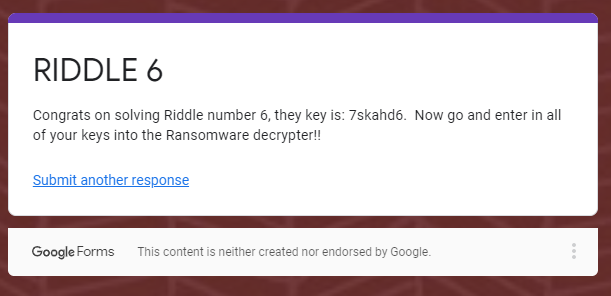 RIDDLE 6
Congrats on solving Riddle number 6, they key is: 7skahd6.  Now go and enter in all
of your keys into the Ransomware decrypter!!
Submit another response
Google Forms
This content is neither created nor endorsed by Google.